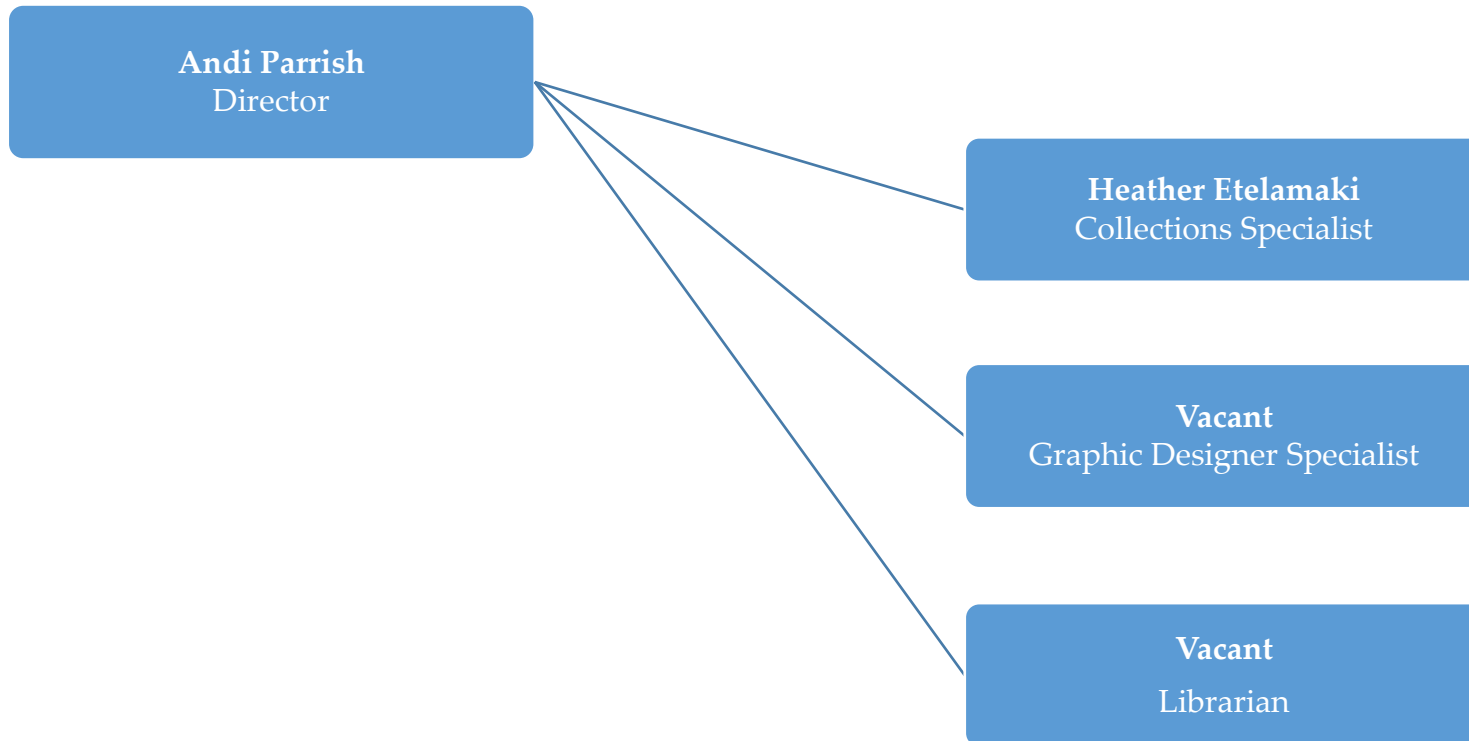 Andi Parrish
Director
Heather Etelamaki
Collections Specialist
Vacant
Graphic Designer Specialist
Vacant
Librarian